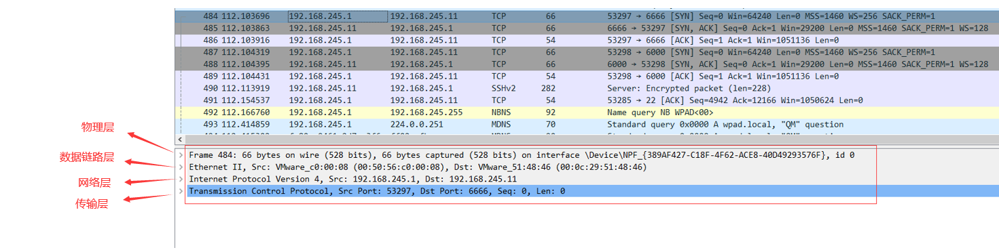 484 112.103696 192.168.245.1 192.168.245.11 TCP 66 53297 → 6666 [SYN] Seq=0 Win=64240 Len=0 MSS=1460 WS=256 SACK_PERM=1
485 112.103863 192.168.245.11 192.168.245.1 TCP 66 6666 → 53297 [SYN, ACK] Seq=0 Ack=1 Win=29200 Len=0 MSS=1460 SACK_PERM=1 WS=128
486 112.103916 192.168.245.1 192.168.245.11 TCP 54 53297 → 6666 [ACK] Seq=1 Ack=1 Win=1051136 Len=0
487 112.104319 192.168.245.1 192.168.245.11 TCP 66 53298 → 6000 [SYN] Seq=0 Win=64240 Len=0 MSS=1460 WS=256 SACK_PERM=1
488 112.104395 192.168.245.11 192.168.245.1 TCP 66 6000 → 53298 [SYN, ACK] Seq=0 Ack=1 Win=29200 Len=0 MSS=1460 SACK_PERM=1 WS=128
489 112.104431 192.168.245.1 192.168.245.11 TCP 54 53298 → 6000 [ACK] Seq=1 Ack=1 Win=1051136 Len=0
490 112.113919 192.168.245.11 192.168.245.1 SSHv2 282 Server: Encrypted packet (len=228)
491 112.154537 192.168.245.1 192.168.245.11 TCP 54 53285 → 22 [ACK] Seq=4942 Ack=12166 Win=1050624 Len=0
492 112.166760 192.168.245.1 192.168.245.255 NBNS 92 Name query NB WPAD<00>
493 112.414859 192.168.245.1 224.0.0.251 MDNS 70 Standard query 0x0000 A wpad.local, "QM" question
物理层
Frame 484: 66 bytes on wire (528 bits), 66 bytes captured (528 bits) on interface \Device\NPF_{389AF427-C18F-4F62-ACE8-40D49293576F}, id 0
数据链路层
Ethernet II, Src: VMware_c0:00:08 (00:50:56:c0:00:08), Dst: VMware_51:48:46 (00:0c:29:51:48:46)
网络层
Internet Protocol Version 4, Src: 192.168.245.1, Dst: 192.168.245.11
传输层
Transmission Control Protocol, Src Port: 53297, Dst Port: 6666, Seq: 0, Len: 0